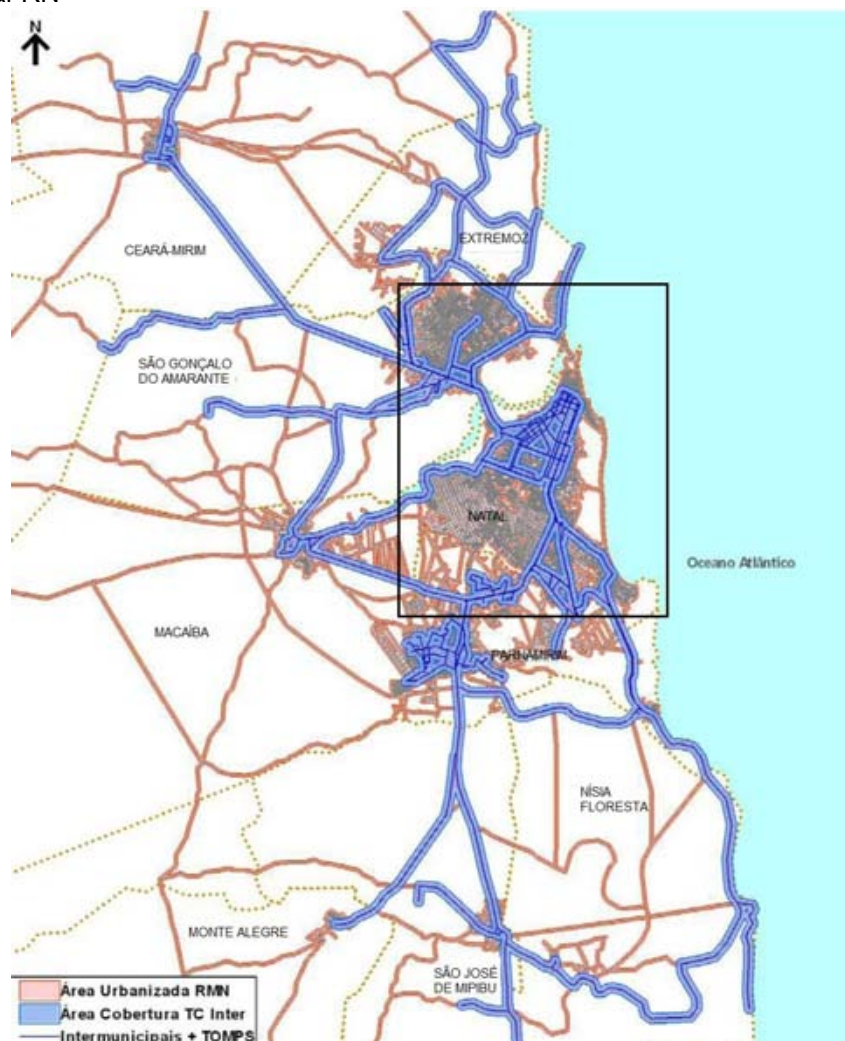 N
EXTREMOZ
CEARÁ-MIRIM
SÃO GONÇALO
DO AMARANTE
NATAL
Oceano Atlântico
MACAÍBA
PARNAMIRIM
NÍSIA
FLORESTA
MONTE ALEGRE
SÃO JOSÉ
DE MIPIBU
Área Urbanizada RMN
Área Cobertura TC Inter
Intermunicipais + TOMPS